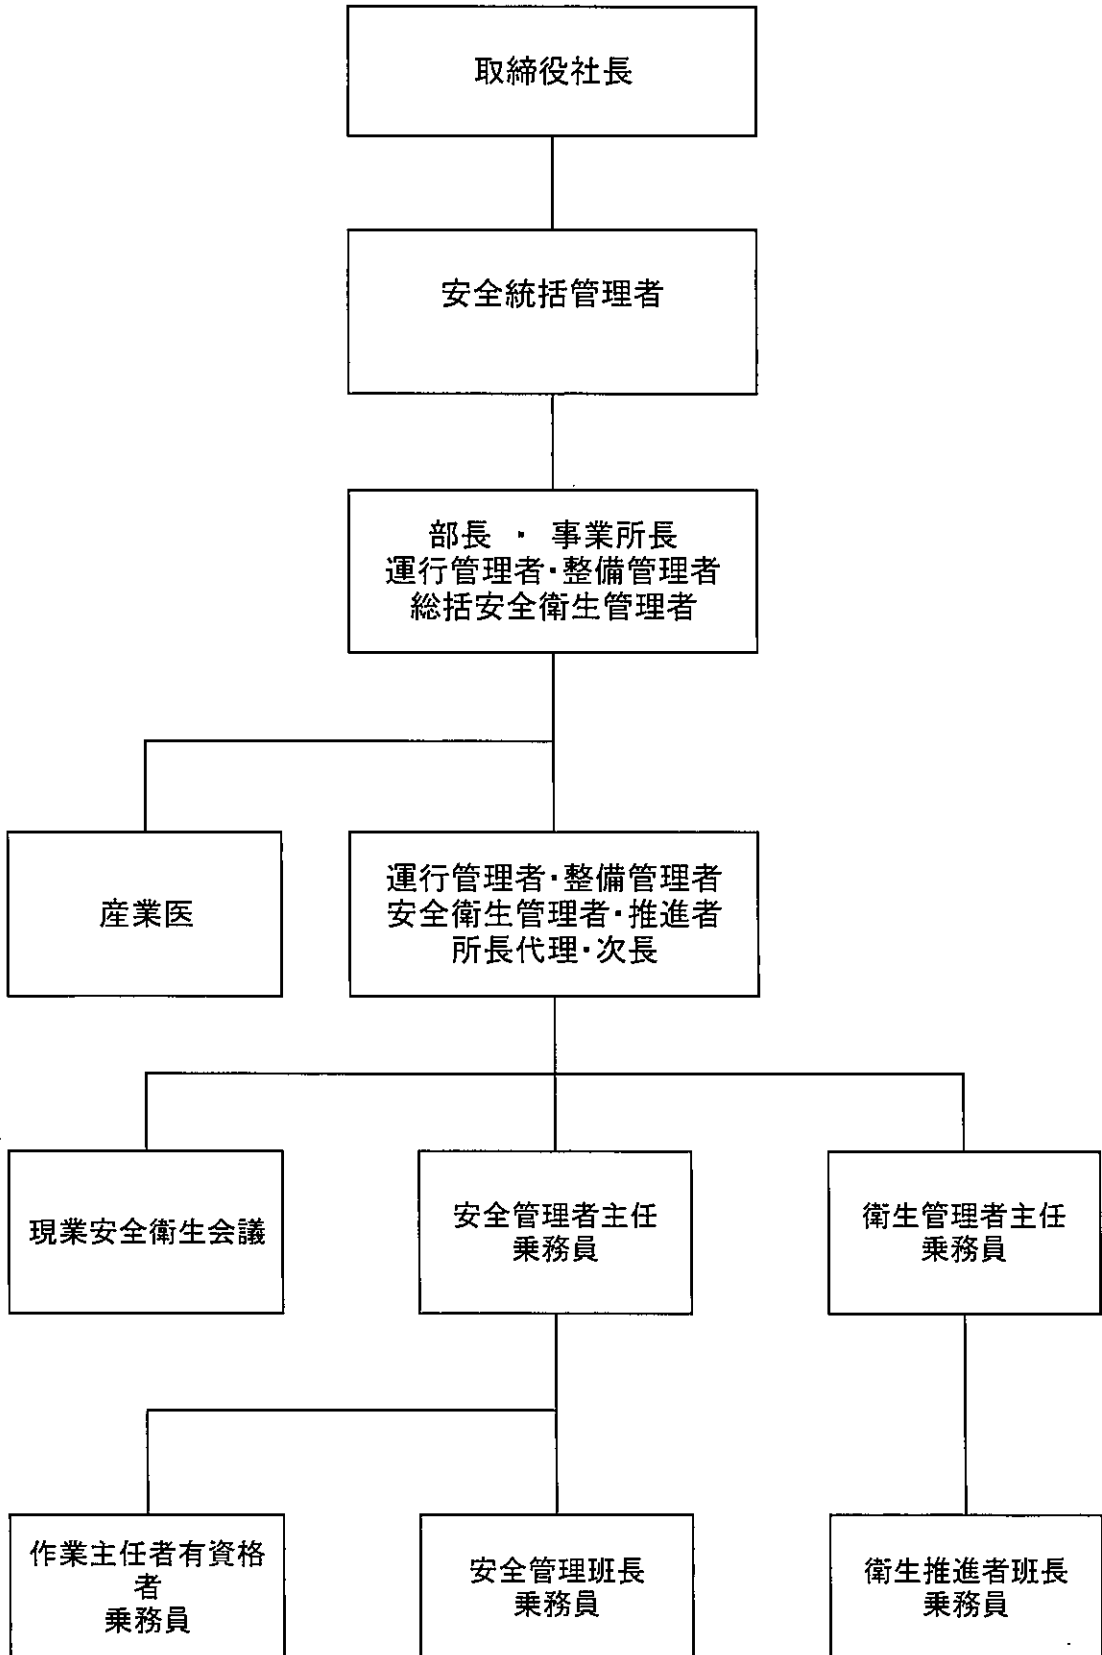 取締役社長
安全統括管理者
部長 ・ 事業所長
運行管理者・整備管理者
総括安全衛生管理者
産業医
運行管理者・整備管理者
安全衛生管理者・推進者
所長代理・次長
現業安全衛生会議
安全管理者主任
乗務員
衛生管理者主任
乗務員
作業主任者有資格
者
乗務員
安全管理班長
乗務員
衛生推進者班長
乗務員